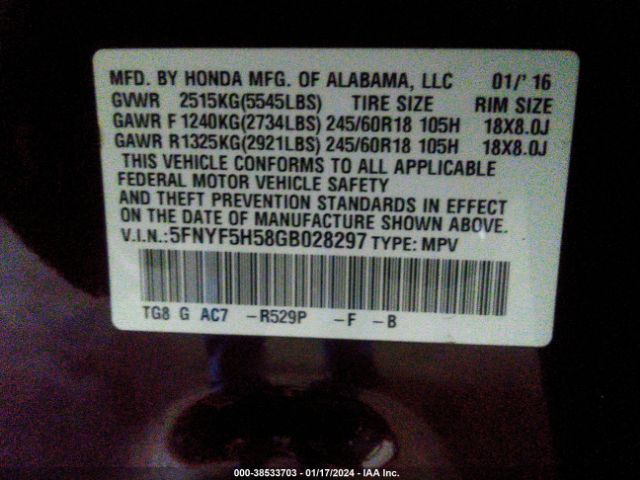 MFD. BY HONDA MFG. OF ALABAMA, LLC 01/'16
GVWR 2515KG(5545LBS) TIRE SIZE RIM SIZE
GAWR F 1240KG(2734LBS) 245/60R18 105H 18X8.0J
GAWR R1325KG(2921LBS) 245/60R18 105H 18X8.0J
THIS VEHICLE CONFORMS TO ALL APPLICABLE
FEDERAL MOTOR VEHICLE SAFETY
AND THEFT PREVENTION STANDARDS IN EFFECT
ON THE DATE OF MANUFACTURE SHOWN ABOVE.
V.I.N.:5FNYF5H58GB028297 TYPE: MPV
TG8 G AC7 -R529P -F -B
000-38533703 - 01/17/2024 - IAA Inc.